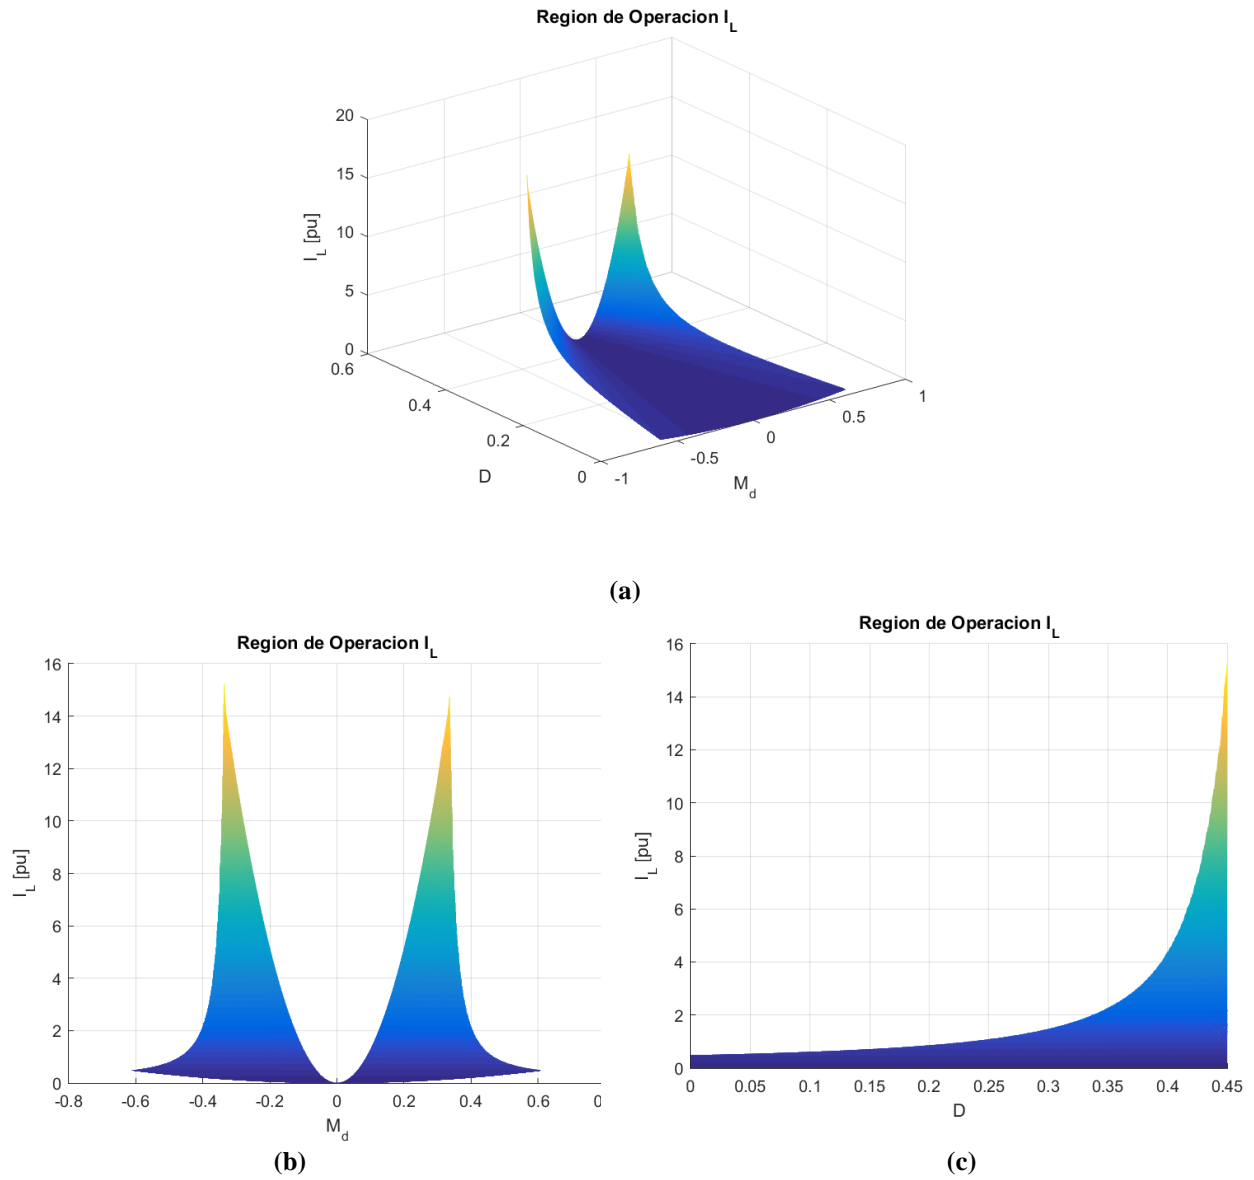 Region de Operacion I_L
20
15
10
5
0
I_L [pu]
0.6
0.4
0.2
0
D
-1
-0.5
0
0.5
1
M_d
(a)
Region de Operacion I_L
16
14
12
10
8
6
4
2
0
I_L [pu]
-0.8 -0.6 -0.4 -0.2 0 0.2 0.4 0.6 0
M_d
(b)
Region de Operacion I_L
16
14
12
10
8
6
4
2
0
I_L [pu]
0 0.05 0.1 0.15 0.2 0.25 0.3 0.35 0.4 0.45
D
(c)